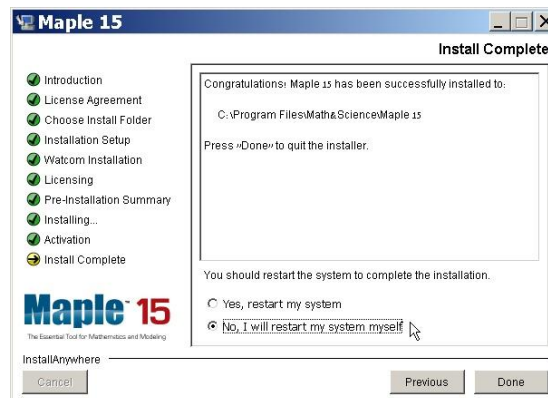 Maple 15
Install Complete
Introduction
License Agreement
Choose Install Folder
Installation Setup
Watcom Installation
Licensing
Pre-Installation Summary
Installing...
Activation
Install Complete
Congratulations! Maple 15 has been successfully installed to:
C:\Program Files\Math&Science\Maple 15
Press "Done" to quit the installer.
You should restart the system to complete the installation.
Yes, restart my system
No, I will restart my system myself
Maple™ 15
The Essential Tool for Mathematics and Modeling
InstallAnywhere
Cancel
Previous
Done